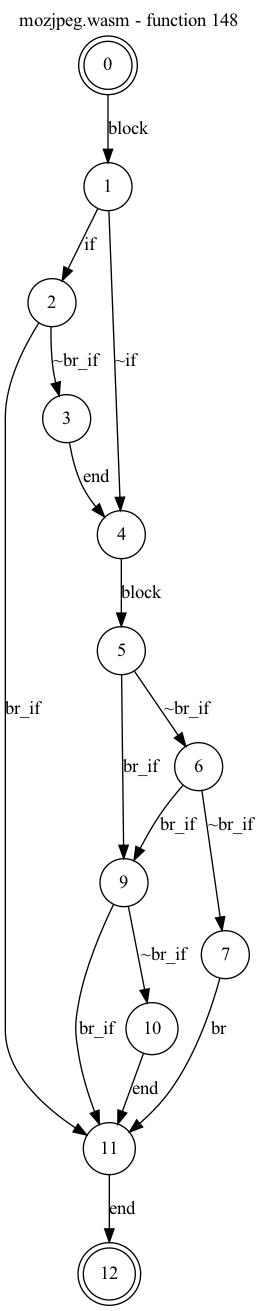 mozjpeg.wasm - function 148
0
block
1
if
2
~br_if
~if
3
end
4
block
5
br_if
~br_if
br_if
6
br_if
~br_if
9
~br_if
7
br_if
10
br
end
11
end
12